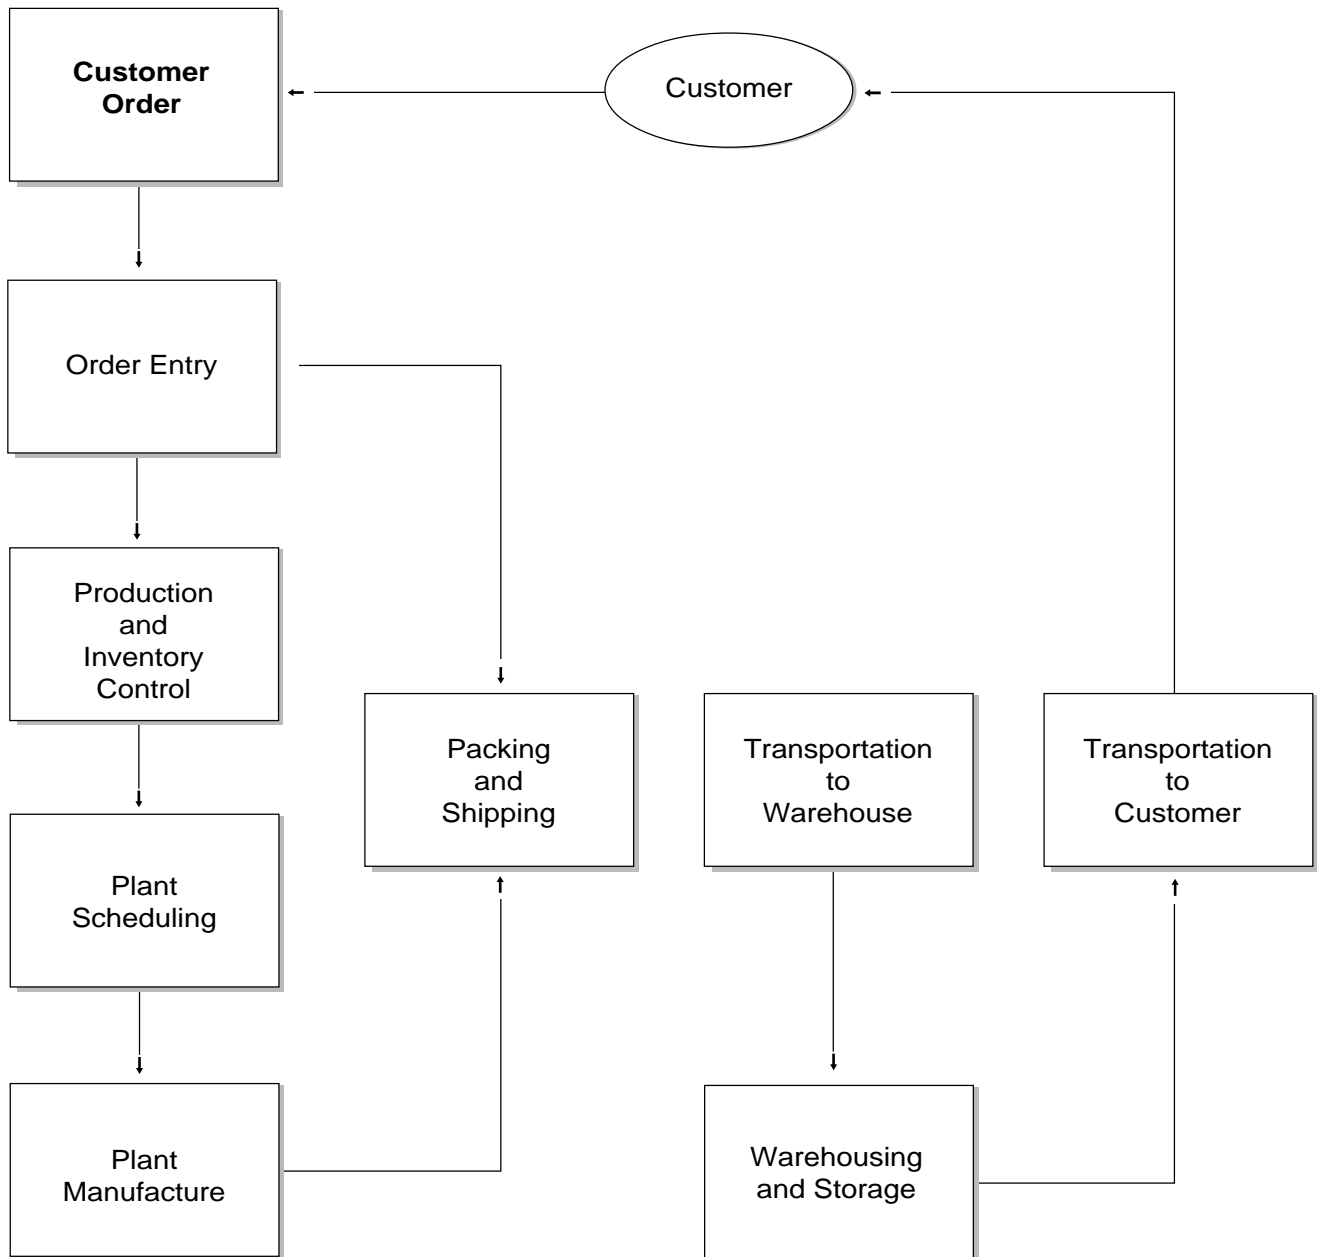 Customer
Order
Customer
Order Entry
Production
and
Inventory
Control
Packing
and
Shipping
Transportation
to
Warehouse
Transportation
to
Customer
Plant
Scheduling
Plant
Manufacture
Warehousing
and Storage